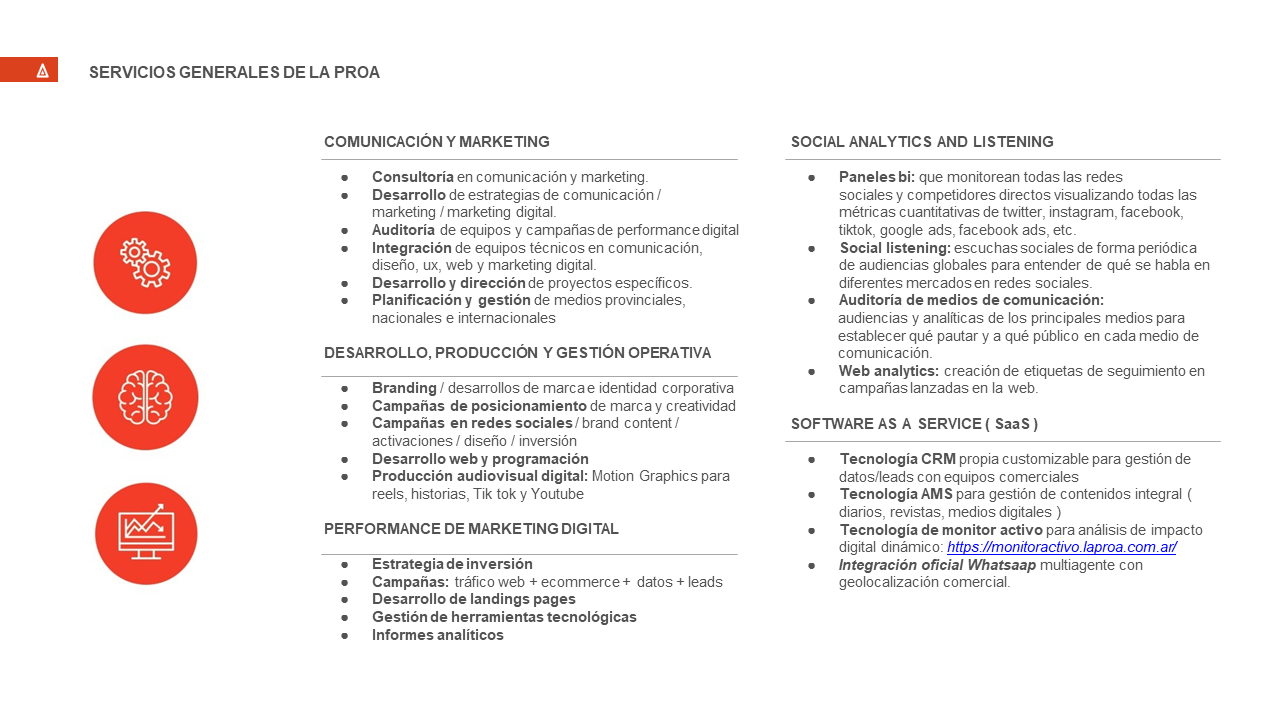 SERVICIOS GENERALES DE LA PROA
COMUNICACIÓN Y MARKETING
● Consultoría en comunicación y marketing.
● Desarrollo de estrategias de comunicación /
marketing / marketing digital.
● Auditoría de equipos y campañas de performance digital
● Integración de equipos técnicos en comunicación,
diseño, ux, web y marketing digital.
● Desarrollo y dirección de proyectos específicos.
● Planificación y gestión de medios provinciales,
nacionales e internacionales
DESARROLLO, PRODUCCIÓN Y GESTIÓN OPERATIVA
● Branding / desarrollos de marca e identidad corporativa
● Campañas de posicionamiento de marca y creatividad
● Campañas en redes sociales / brand content /
activaciones / diseño / inversión
● Desarrollo web y programación
● Producción audiovisual digital: Motion Graphics para
reels, historias, Tik tok y Youtube
PERFORMANCE DE MARKETING DIGITAL
● Estrategia de inversión
● Campañas: tráfico web + ecommerce + datos + leads
● Desarrollo de landings pages
● Gestión de herramientas tecnológicas
● Informes analíticos
SOCIAL ANALYTICS AND LISTENING
● Paneles bi: que monitorean todas las redes
sociales y competidores directos visualizando todas las
métricas cuantitativas de twitter, instagram, facebook,
tiktok, google ads, facebook ads, etc.
● Social listening: escuchas sociales de forma periódica
de audiencias globales para entender de qué se habla en
diferentes mercados en redes sociales.
● Auditoría de medios de comunicación:
audiencias y analíticas de los principales medios para
establecer qué pautar y a qué público en cada medio de
comunicación.
● Web analytics: creación de etiquetas de seguimiento en
campañas lanzadas en la web.
SOFTWARE AS A SERVICE ( SaaS )
● Tecnología CRM propia customizable para gestión de
datos/leads con equipos comerciales
● Tecnología AMS para gestión de contenidos integral (
diarios, revistas, medios digitales )
● Tecnología de monitor activo para análisis de impacto
digital dinámico: https://monitoractivo.laproa.com.ar/
● Integración oficial Whatsaap multiagente con
geolocalización comercial.